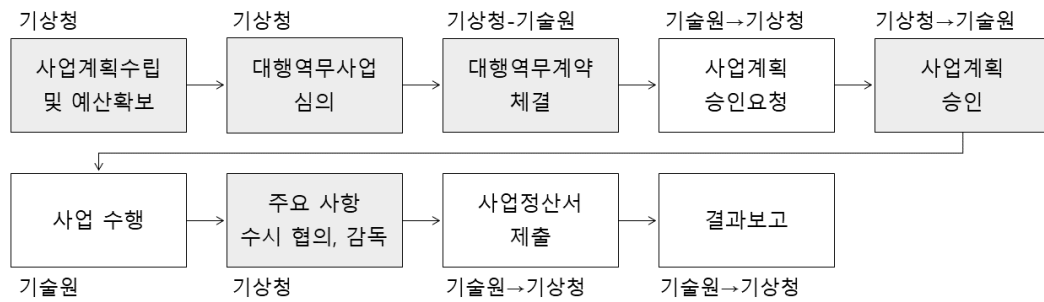 기상청
기상청
기상청-기술원
기술원→기상청
기상청→기술원
사업계획수립
및 예산확보
대행역무사업
심의
대행역무계약
체결
사업계획
승인요청
사업계획
승인
사업 수행
주요 사항
수시 협의, 감독
사업정산서
제출
결과보고
기술원
기상청
기술원→기상청
기술원→기상청